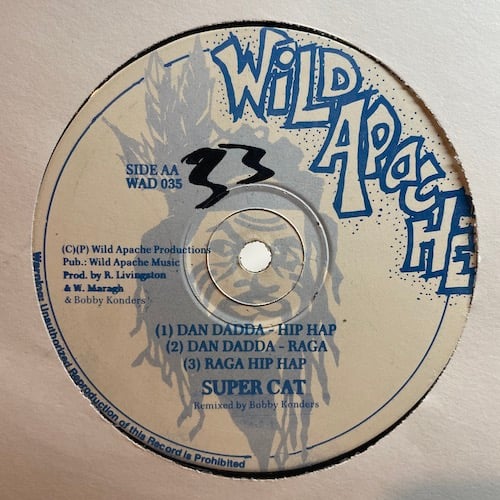 WILD
APACHE
SIDE AA
WAD 035
33
(C)(P) Wild Apache Productions
Pub.: Wild Apache Music
Prod. by R. Livingston
& W. Maragh
& Bobby Konders
(1) DAN DADDA - HIP HAP
(2) DAN DADDA - RAGA
(3) RAGA HIP HAP
SUPER CAT
Remixed by Bobby Konders
Warning: Unauthorized Reproduction of this Record is Prohibited